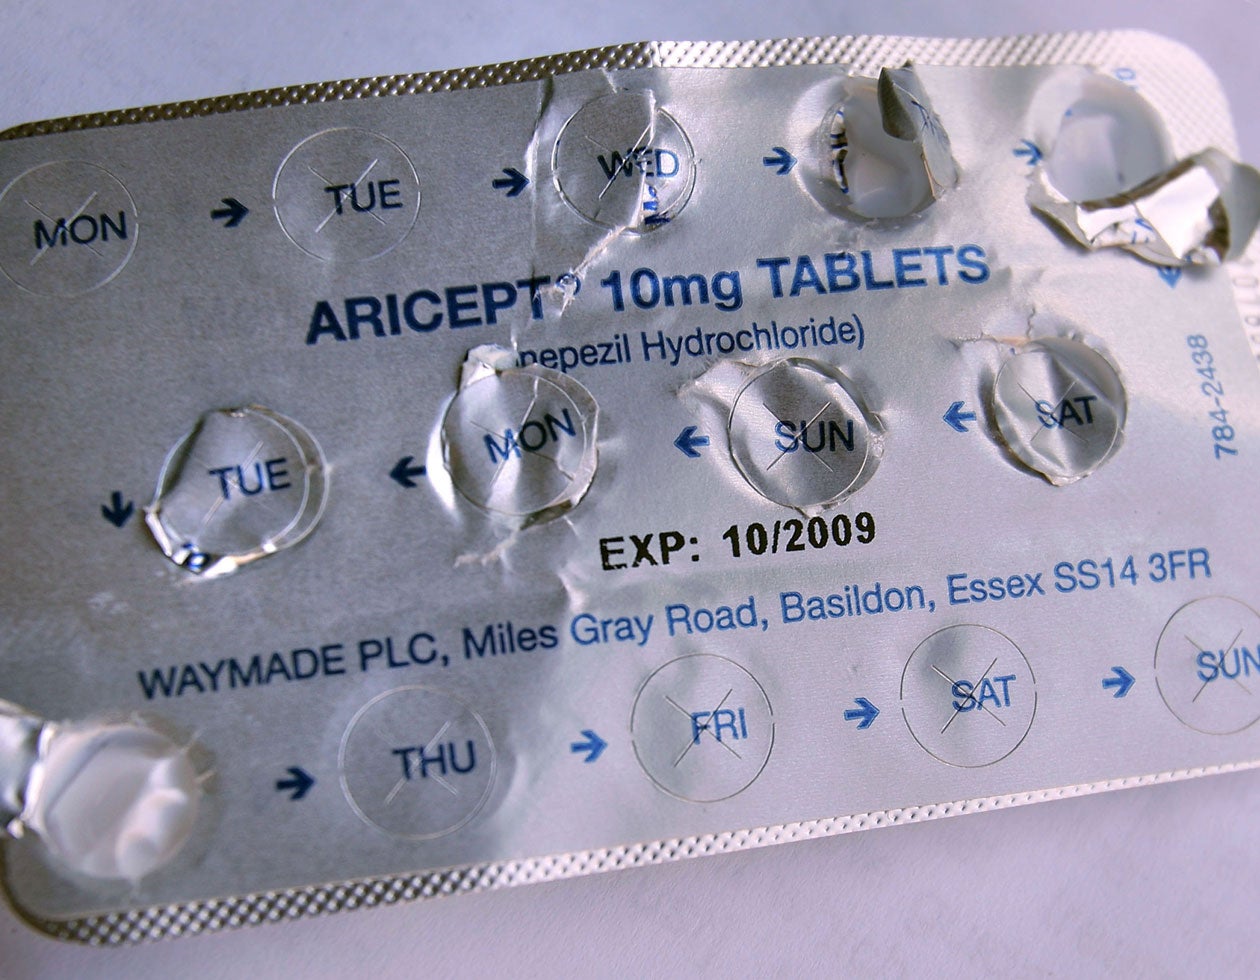 MON → TUE → WED → →
ARICEPT® 10mg TABLETS
nepezil Hydrochloride)
784-2438
↓ TUE ← MON ← SUN ← SAT
EXP: 10/2009
WAYMADE PLC, Miles Gray Road, Basildon, Essex SS14 3FR
→ THU → FRI → SAT → SUN